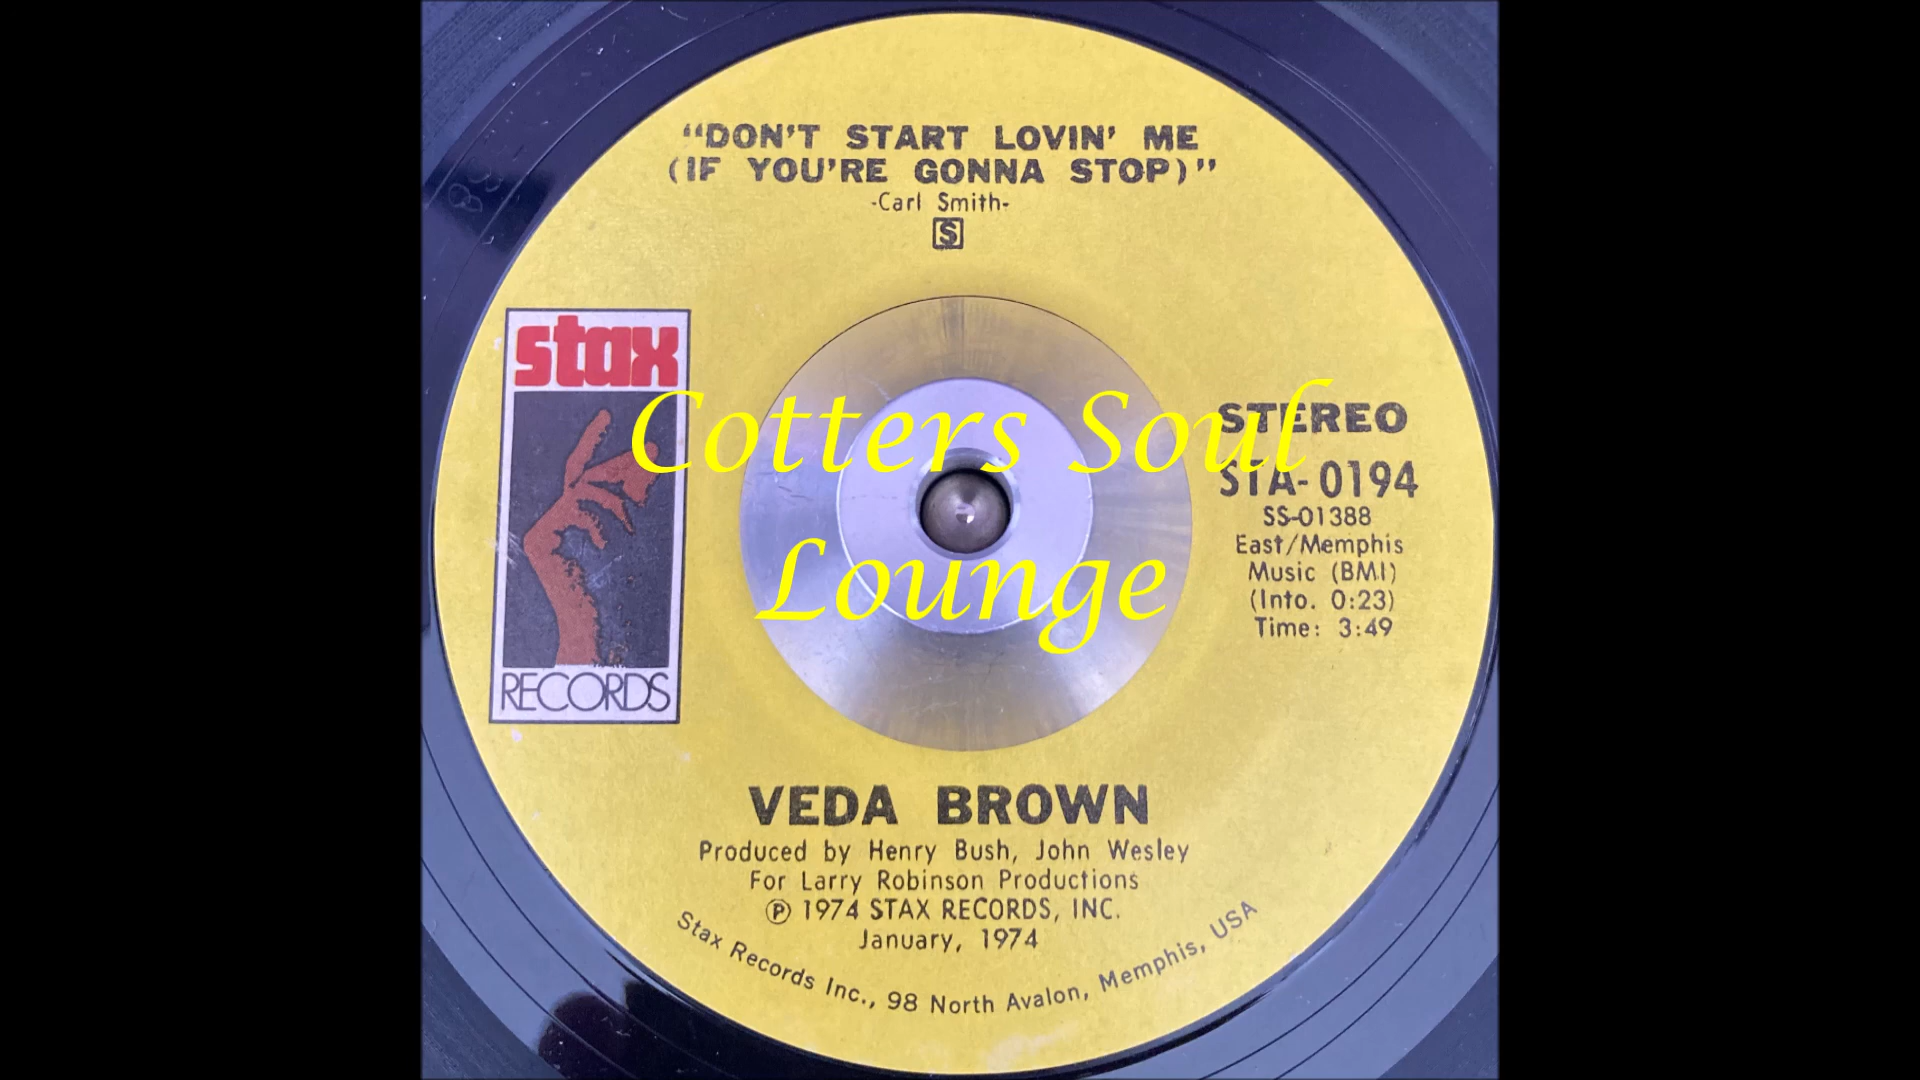 "DON'T START LOVIN' ME
(IF YOU'RE GONNA STOP)"
-Carl Smith-
S
stax
RECORDS
Cotters Soul
Lounge
STEREO
STA-0194
SS-01388
East/Memphis
Music (BMI)
(Into. 0:23)
Time: 3:49
VEDA BROWN
Produced by Henry Bush, John Wesley
For Larry Robinson Productions
Ⓟ 1974 STAX RECORDS, INC.
January, 1974
Stax Records Inc., 98 North Avalon, Memphis, USA